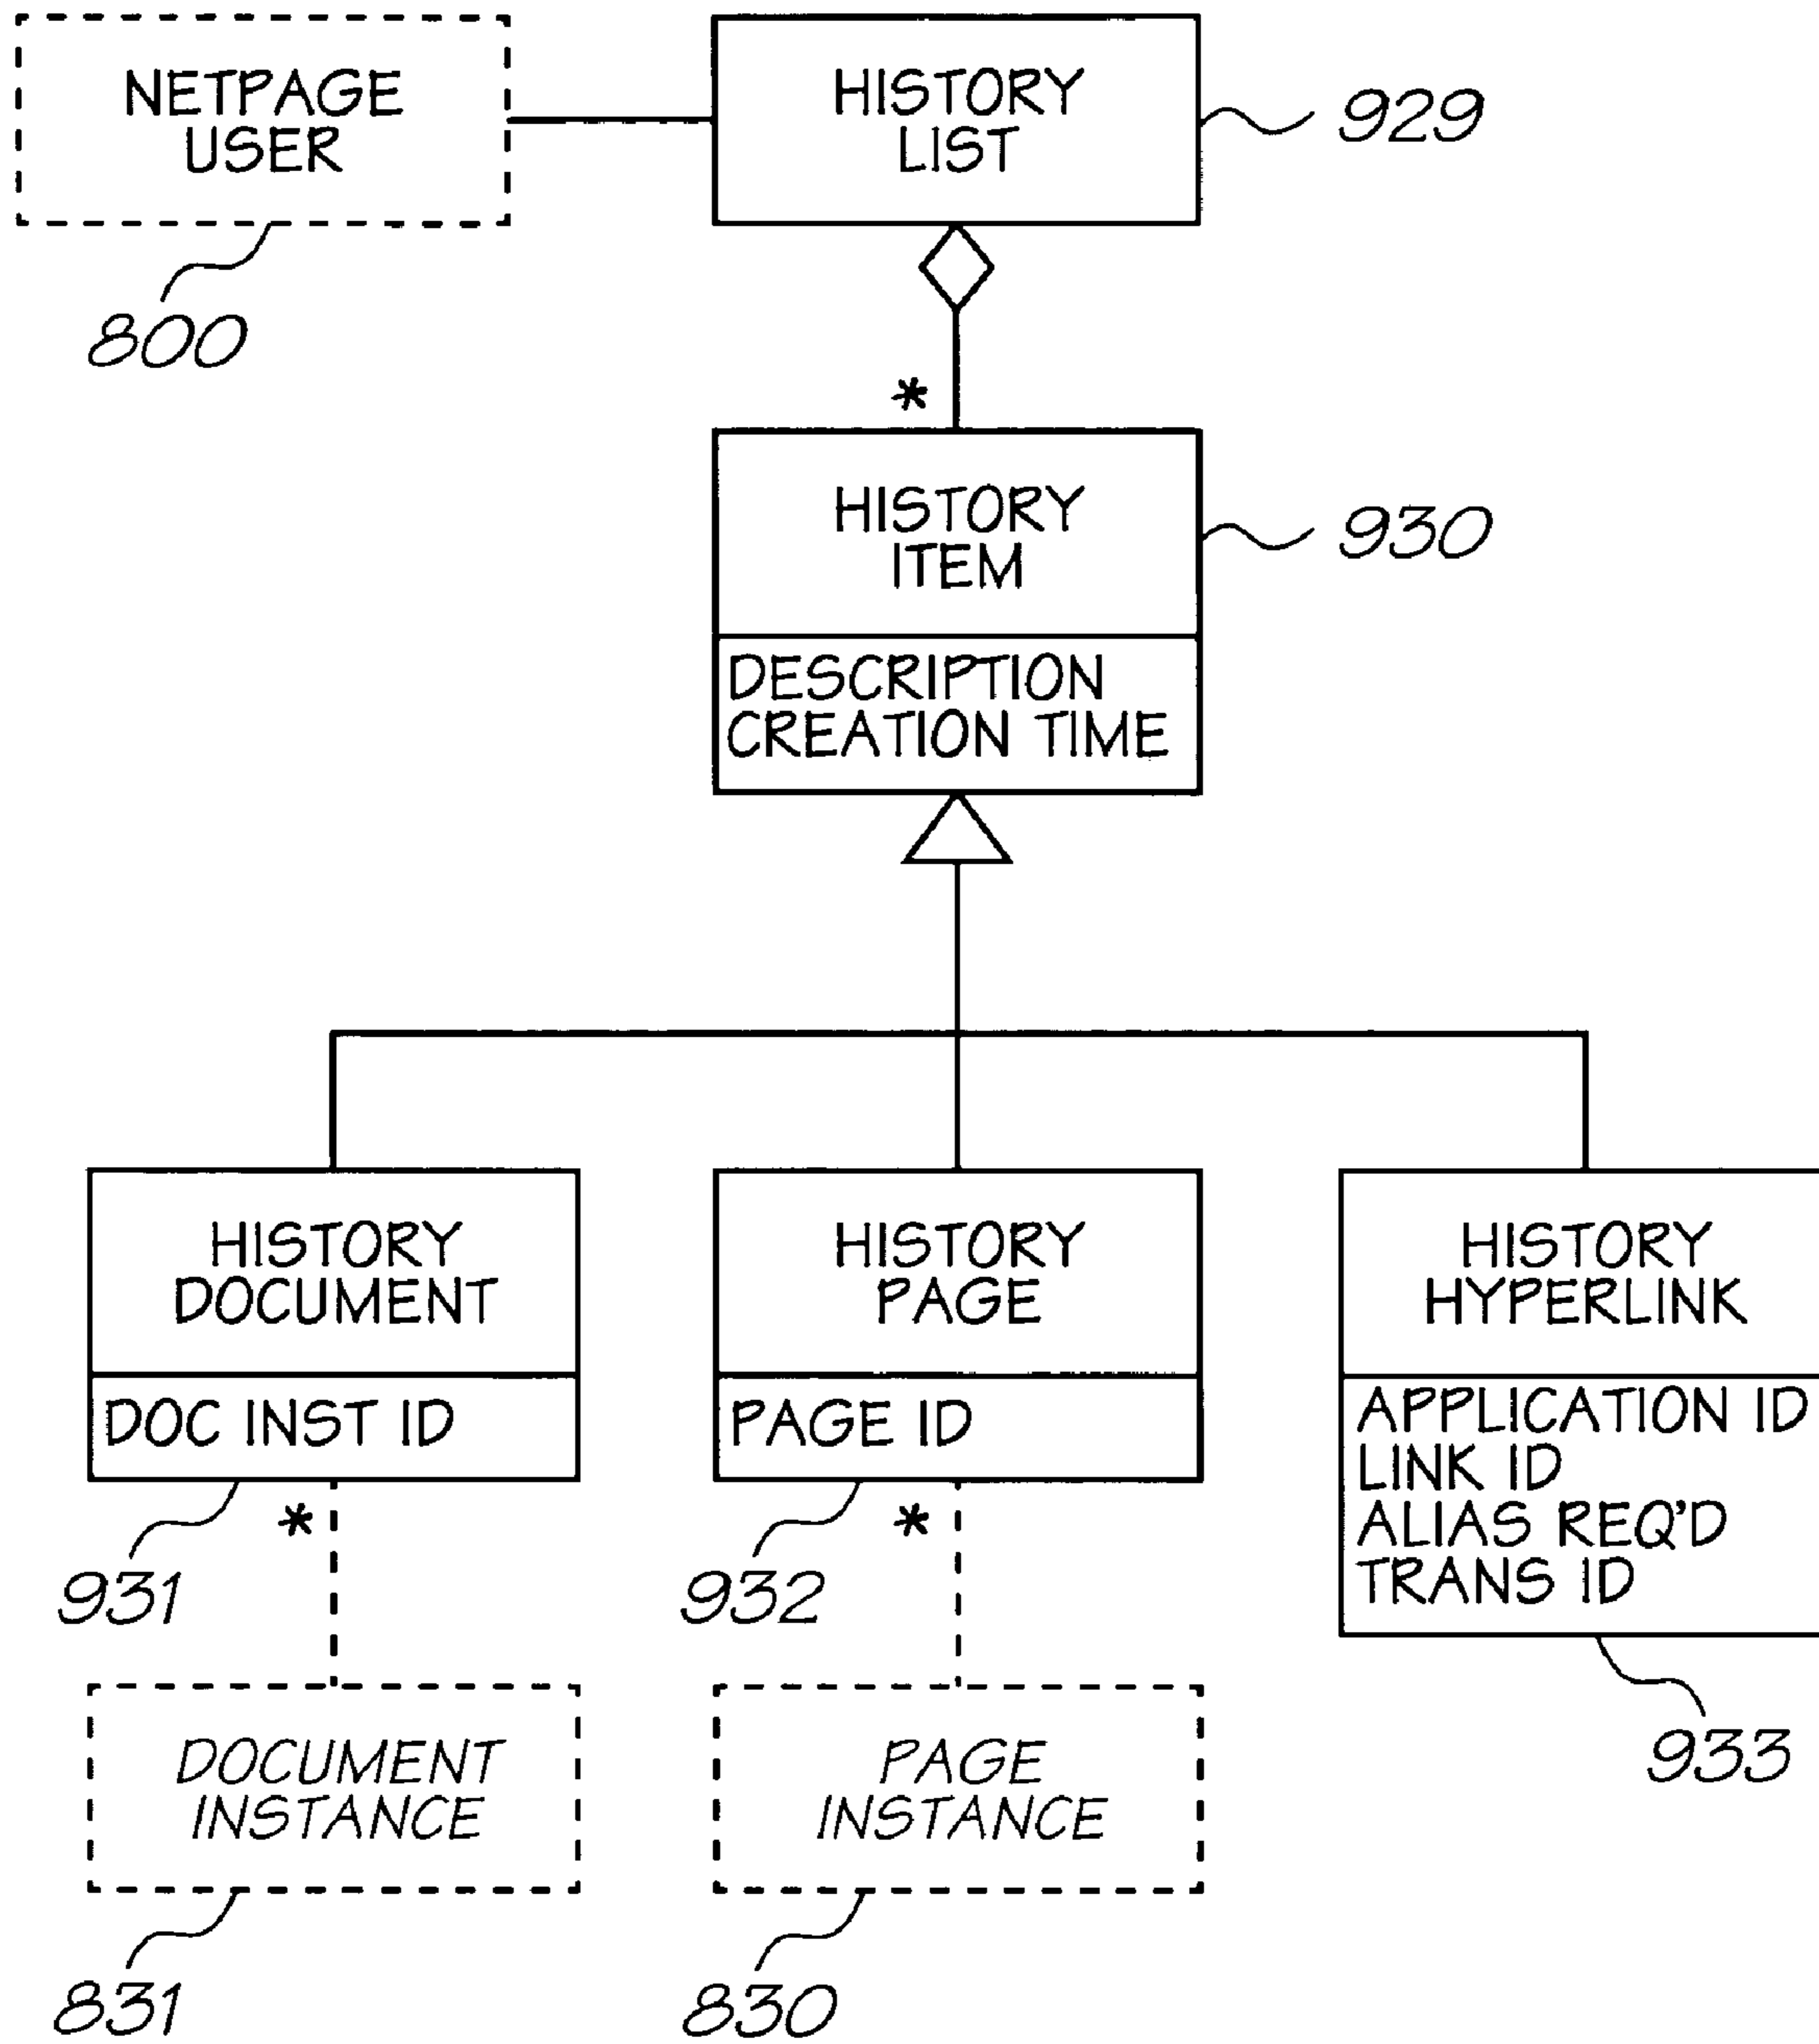 NETPAGE
USER
800
HISTORY
LIST
929
*
HISTORY
ITEM
930
DESCRIPTION
CREATION TIME
HISTORY
DOCUMENT
DOC INST ID
*
931
HISTORY
PAGE
PAGE ID
*
932
HISTORY
HYPERLINK
APPLICATION ID
LINK ID
ALIAS REQ'D
TRANS ID
933
DOCUMENT
INSTANCE
831
PAGE
INSTANCE
830